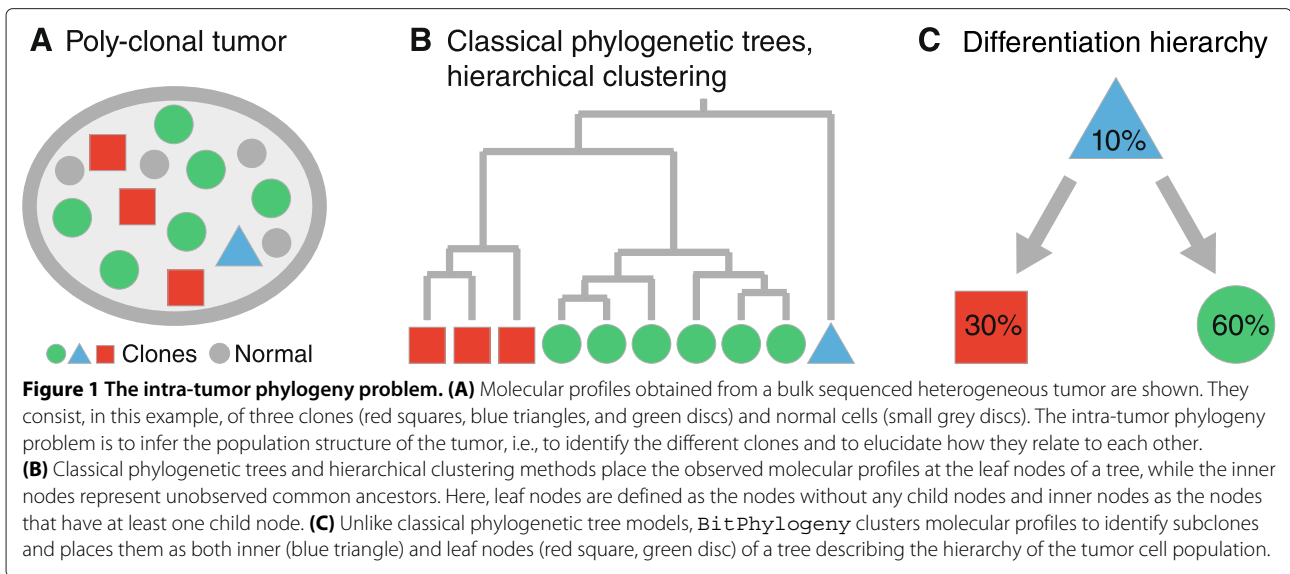 A Poly-clonal tumor
B Classical phylogenetic trees,
hierarchical clustering
C Differentiation hierarchy
10%
30%
60%
Clones
Normal
Figure 1 The intra-tumor phylogeny problem. (A) Molecular profiles obtained from a bulk sequenced heterogeneous tumor are shown. They
consist, in this example, of three clones (red squares, blue triangles, and green discs) and normal cells (small grey discs). The intra-tumor phylogeny
problem is to infer the population structure of the tumor, i.e., to identify the different clones and to elucidate how they relate to each other.
(B) Classical phylogenetic trees and hierarchical clustering methods place the observed molecular profiles at the leaf nodes of a tree, while the inner
nodes represent unobserved common ancestors. Here, leaf nodes are defined as the nodes without any child nodes and inner nodes as the nodes
that have at least one child node. (C) Unlike classical phylogenetic tree models, BitPhylogeny clusters molecular profiles to identify subclones
and places them as both inner (blue triangle) and leaf nodes (red square, green disc) of a tree describing the hierarchy of the tumor cell population.